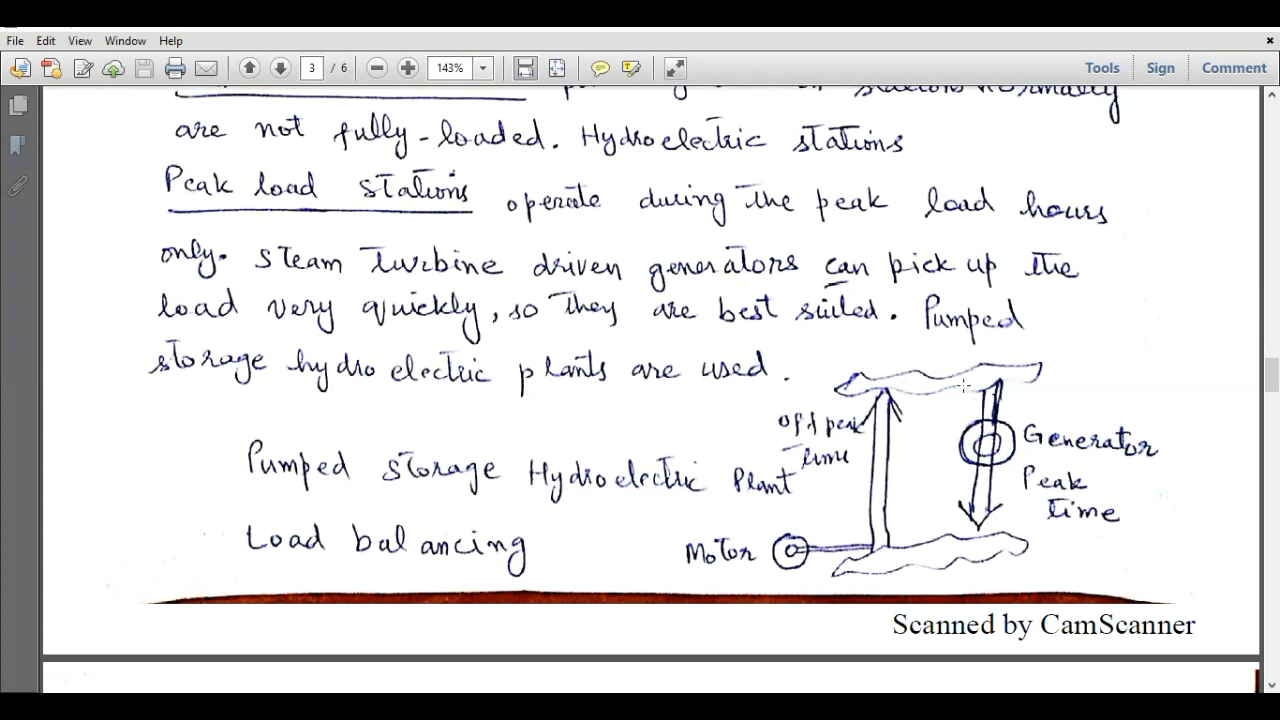 File Edit View Window Help
3 / 6 143% Tools Sign Comment
stations normally
are not fully-loaded. Hydroelectric stations
Peak load stations operate during the peak load hours
only. Steam turbine driven generators can pick up the
load very quickly, so they are best suited. Pumped
storage hydro electric plants are used.
Off peak
time
Generator
Peak
time
Pumped storage Hydroelectric Plant
Load balancing
Motor
Scanned by CamScanner